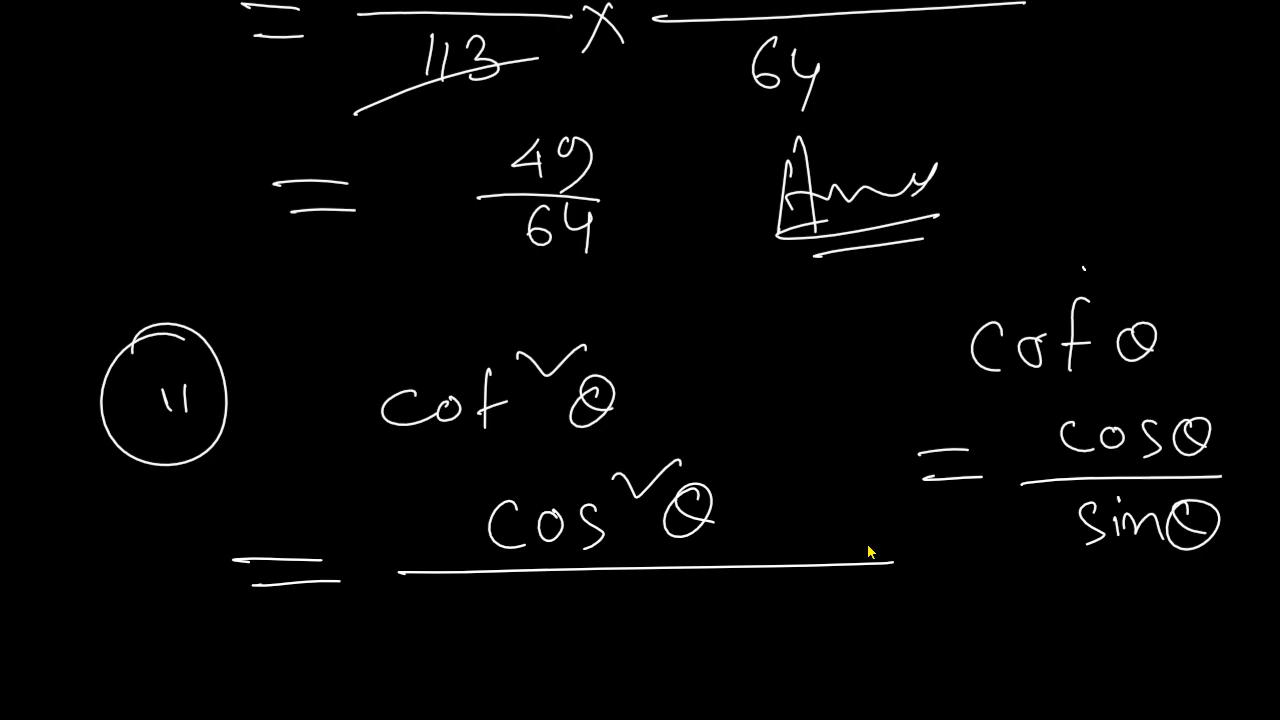 = ——— × ———
113 64
= 49/64 Ans
11 cot²θ
cotθ
= cosθ/sinθ
= cos²θ